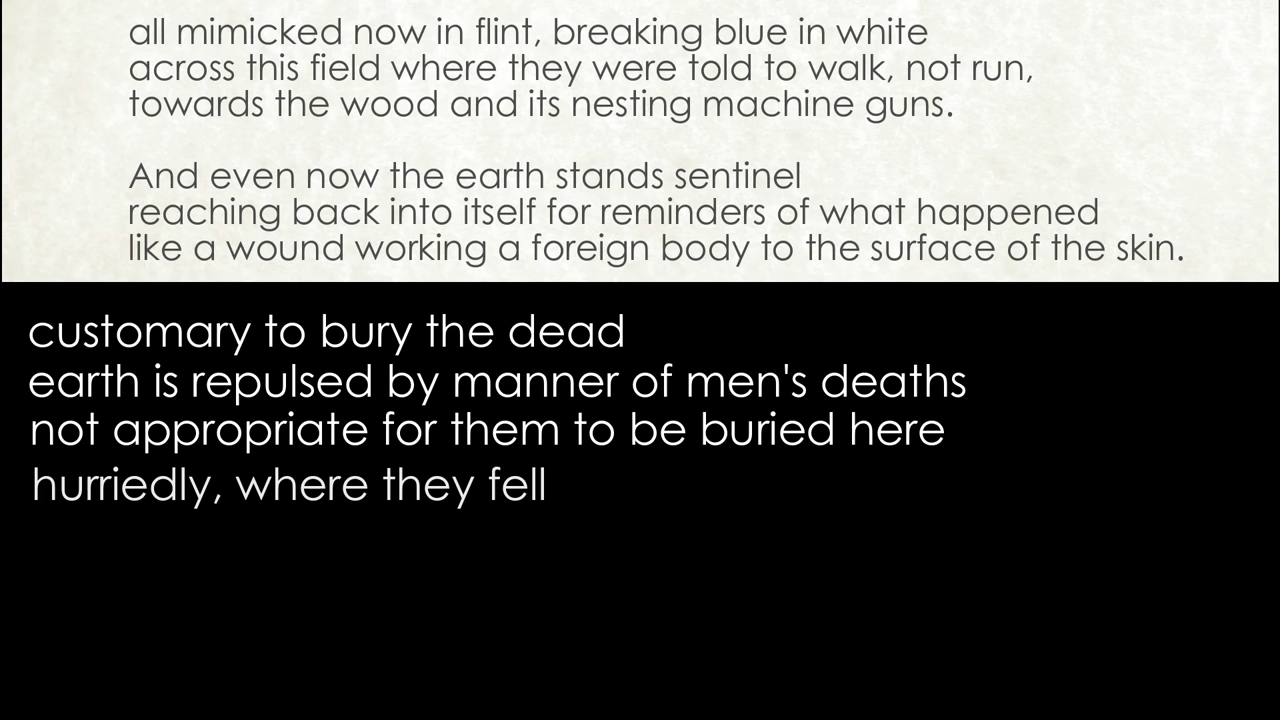 all mimicked now in flint, breaking blue in white
across this field where they were told to walk, not run,
towards the wood and its nesting machine guns.
And even now the earth stands sentinel
reaching back into itself for reminders of what happened
like a wound working a foreign body to the surface of the skin.
customary to bury the dead
earth is repulsed by manner of men's deaths
not appropriate for them to be buried here
hurriedly, where they fell